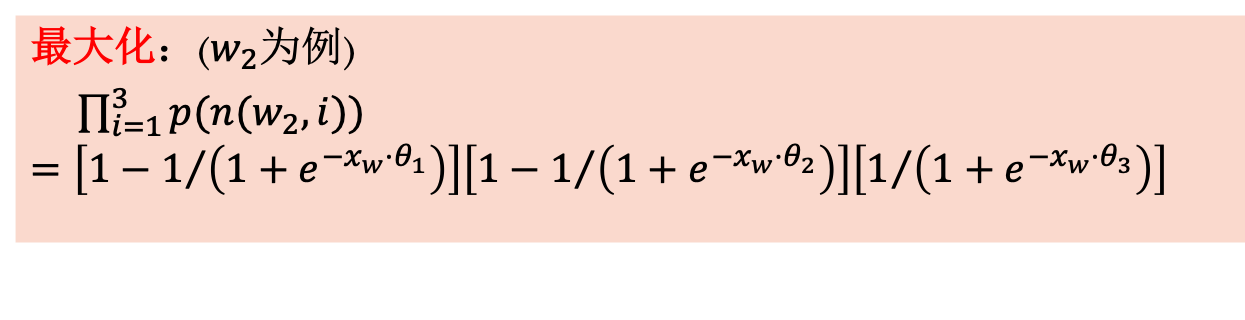 最大化：(w₂为例)
∏³ᵢ₌₁ p(n(w₂, i))
= [1 − 1/(1 + e^{−x_w·θ₁})][1 − 1/(1 + e^{−x_w·θ₂})][1/(1 + e^{−x_w·θ₃})]